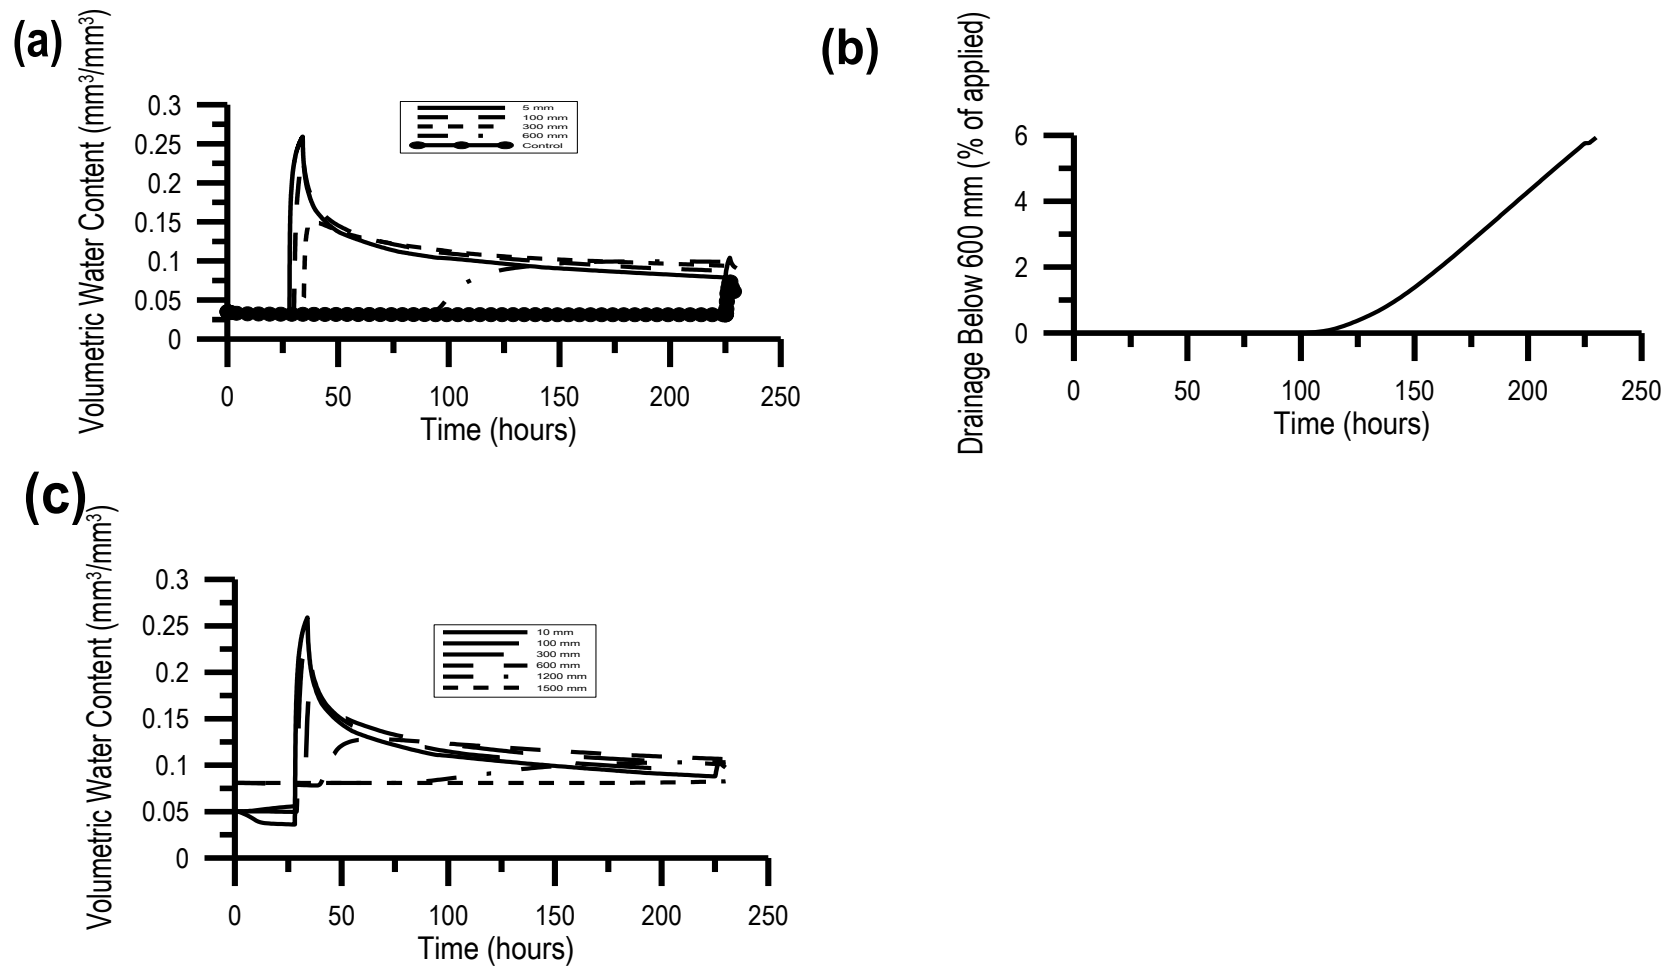 (a)
Volumetric Water Content (mm³/mm³)
0.3
0.25
0.2
0.15
0.1
0.05
0
5 mm
100 mm
300 mm
600 mm
Control
0 50 100 150 200 250
Time (hours)
(b)
Drainage Below 600 mm (% of applied)
6
4
2
0
0 50 100 150 200 250
Time (hours)
(c)
Volumetric Water Content (mm³/mm³)
0.3
0.25
0.2
0.15
0.1
0.05
0
10 mm
100 mm
300 mm
600 mm
1200 mm
1500 mm
0 50 100 150 200 250
Time (hours)